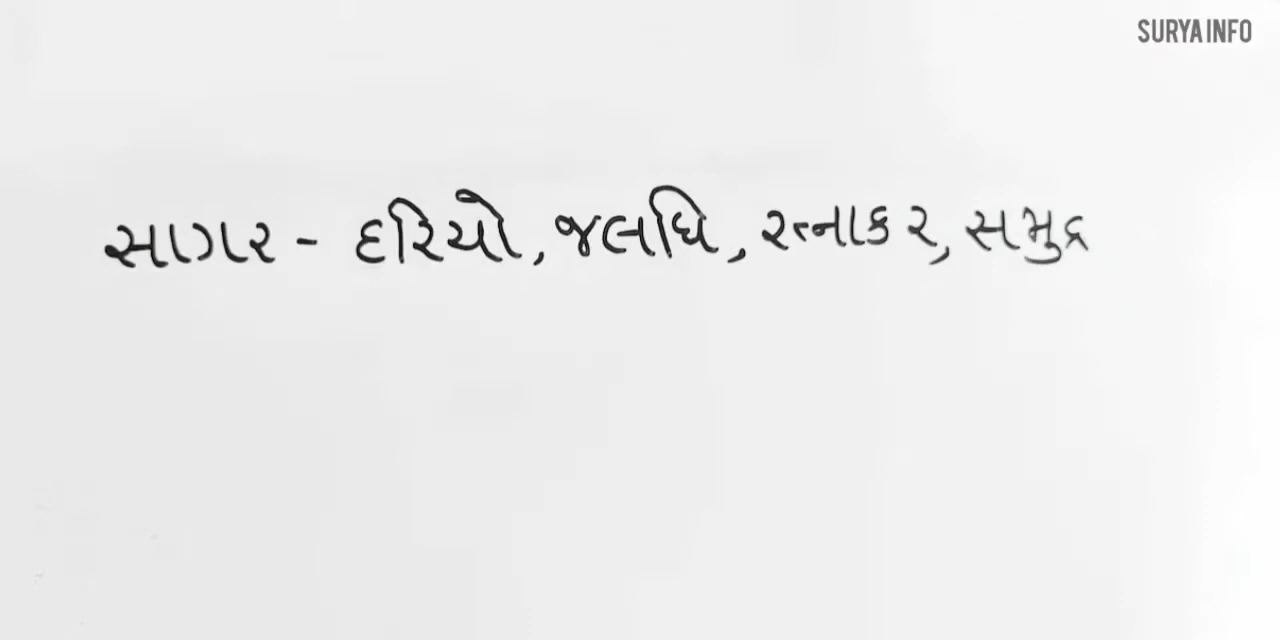 SURYA INFO
સાગર - દરિયો, જલધિ, રત્નાકર, સમુદ્ર